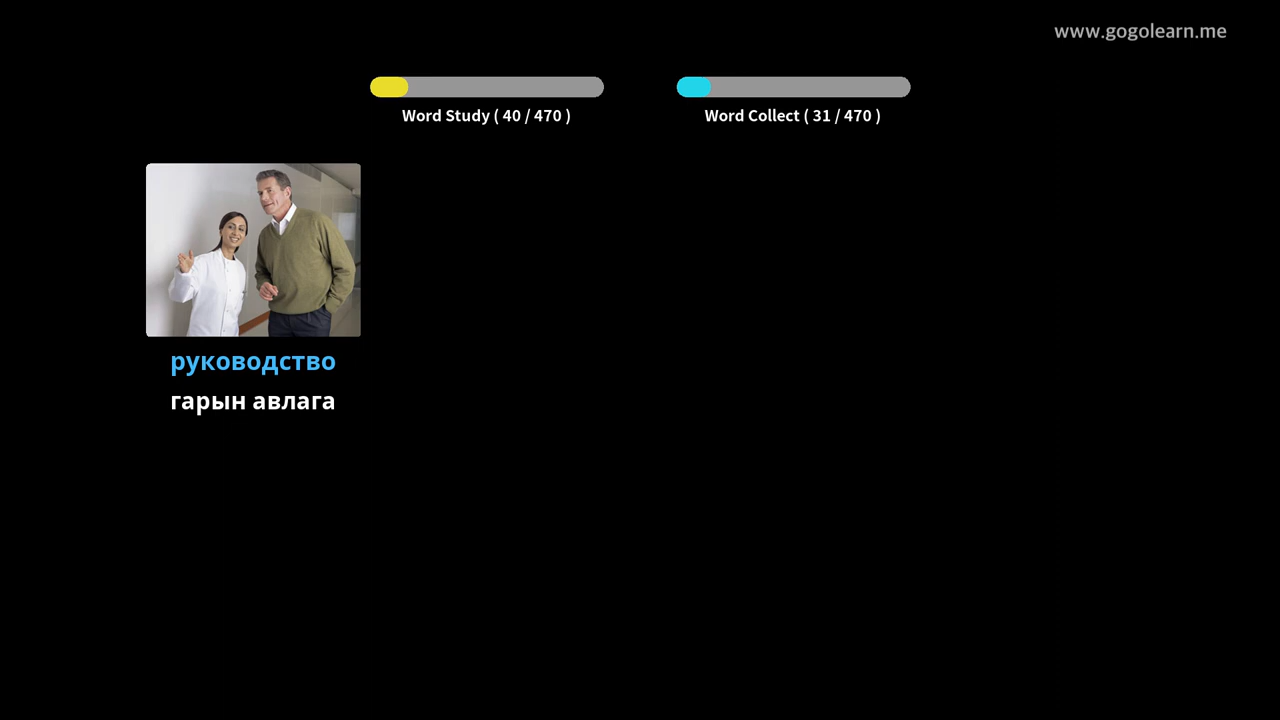 www.gogolearn.me
Word Study ( 40 / 470 )
Word Collect ( 31 / 470 )
руководство
гарын авлага